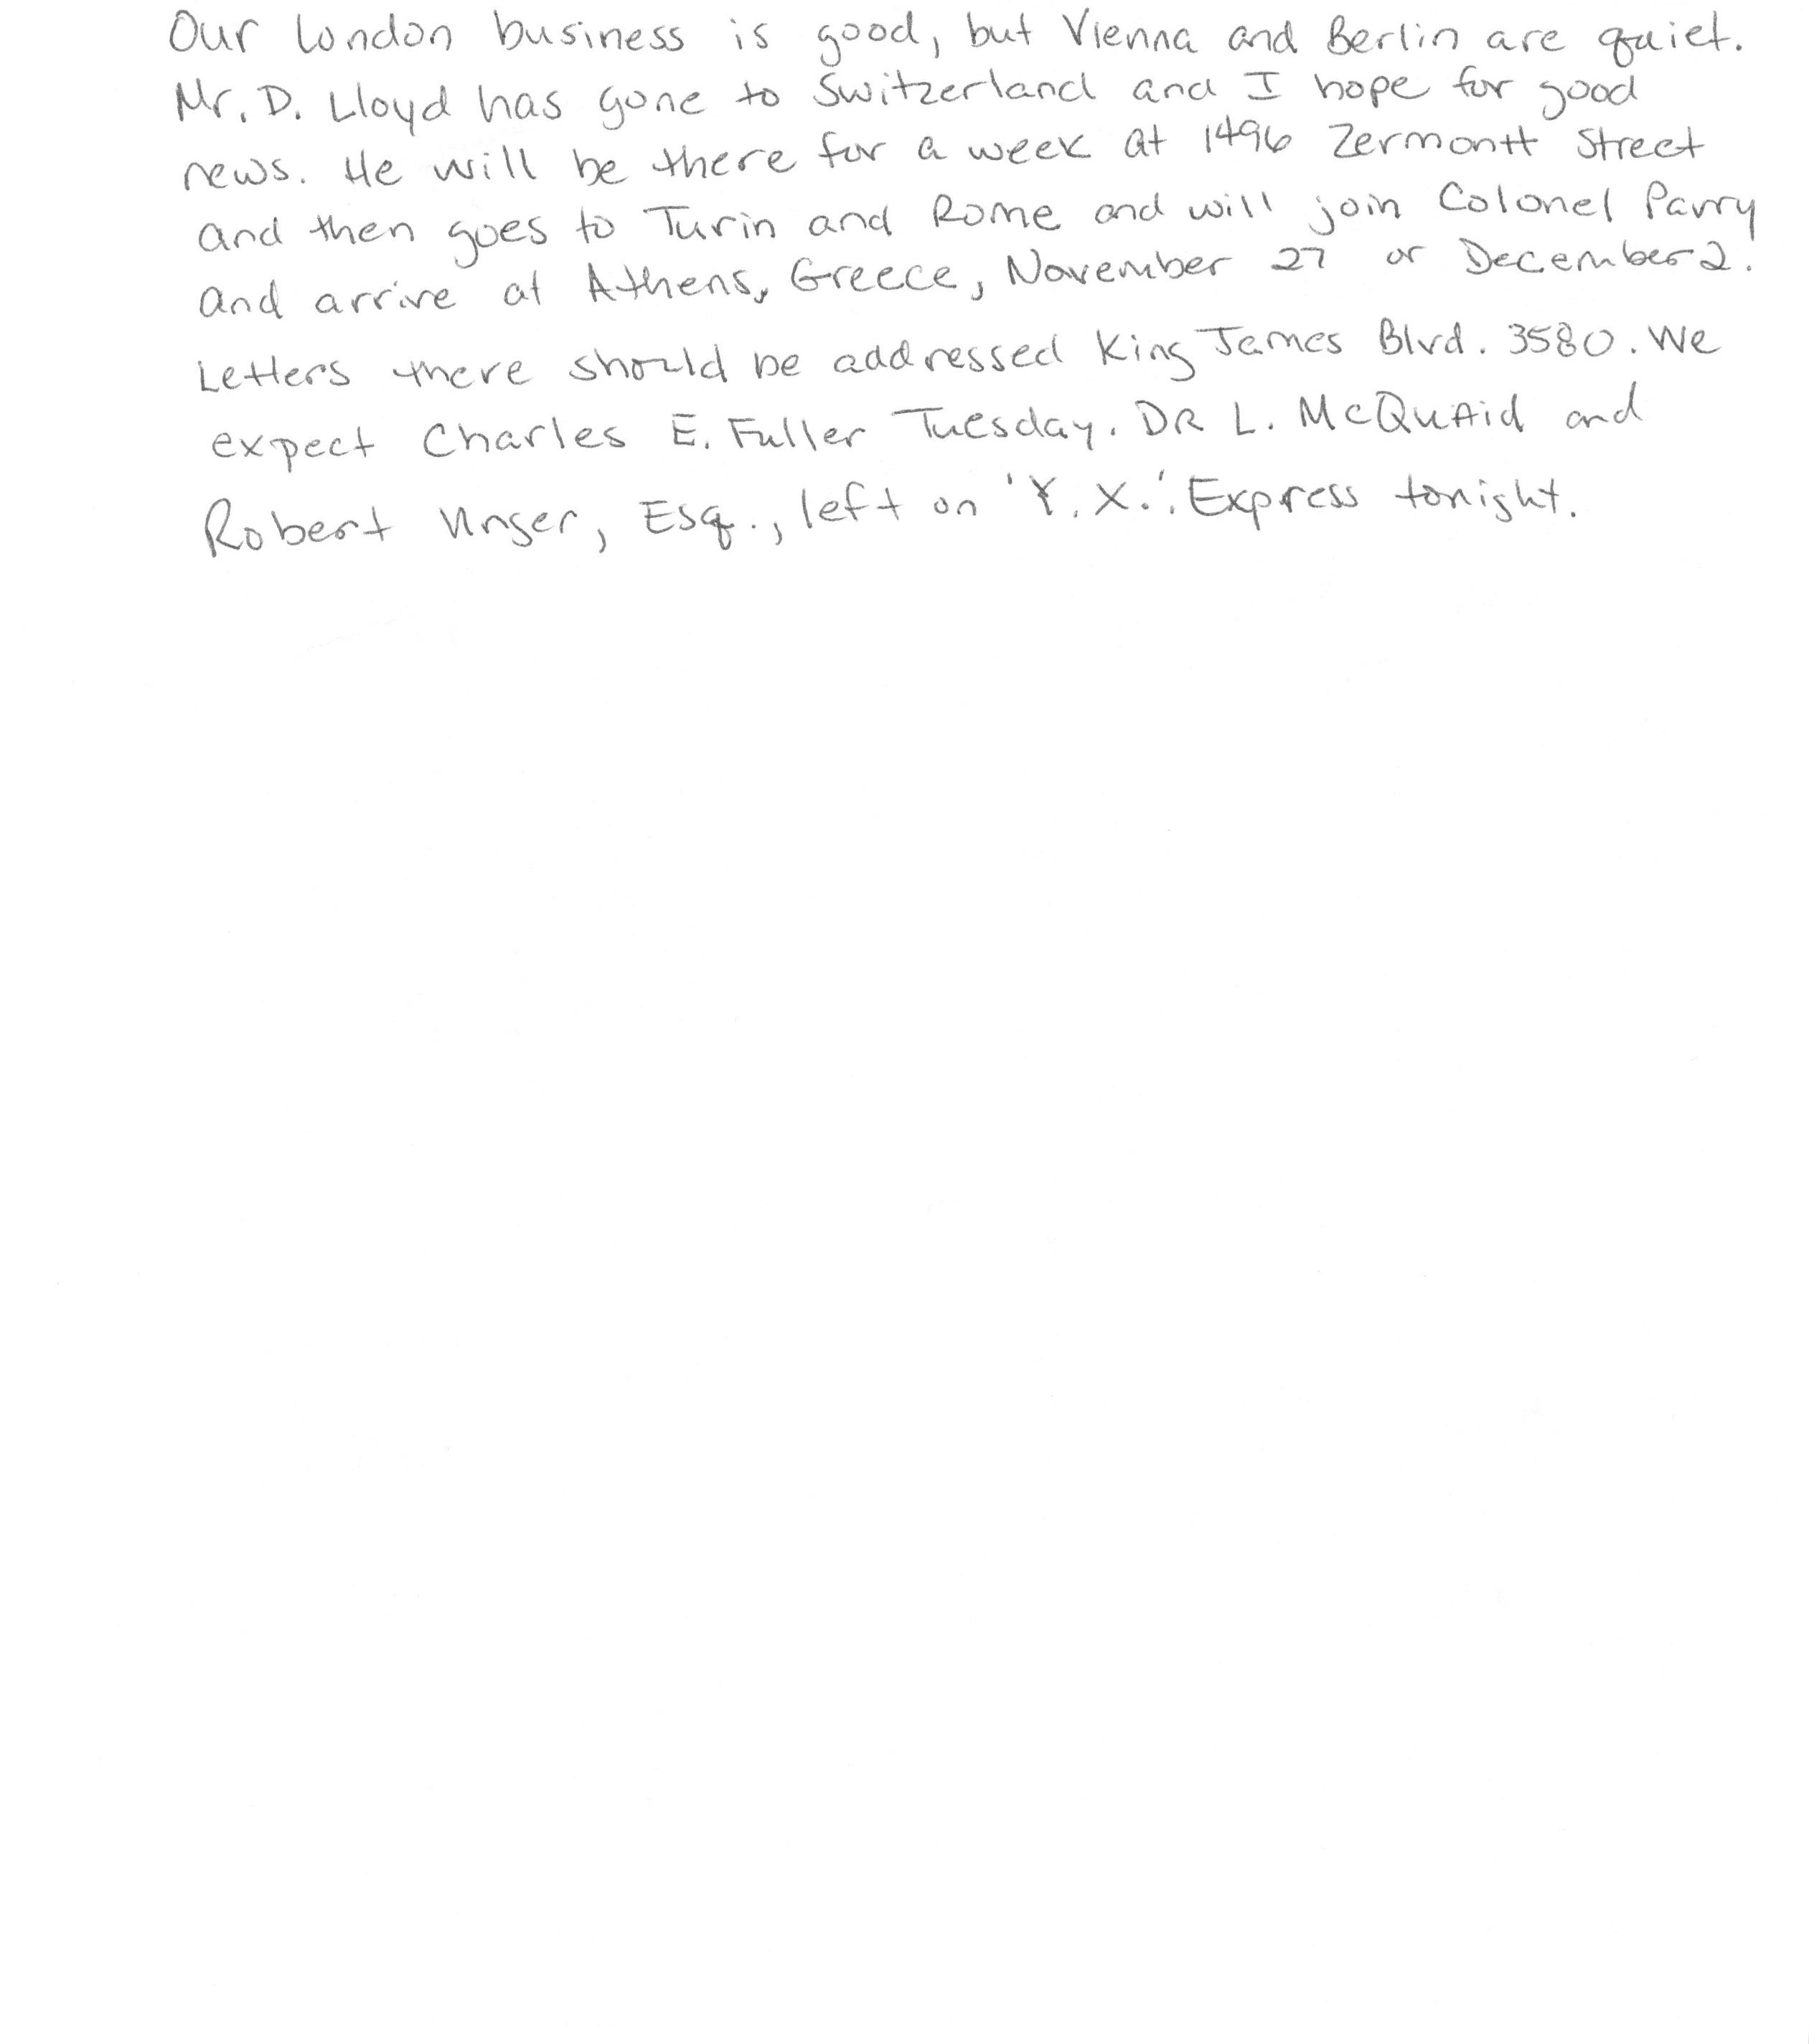 Our London business is good, but Vienna and Berlin are quiet.
Mr. D. Lloyd has gone to Switzerland and I hope for good
news. He will be there for a week at 1496 Zermontt Street
and then goes to Turin and Rome and will join Colonel Parry
and arrive at Athens, Greece, November 27 or December 2.
Letters there should be addressed King James Blvd. 3580. We
expect Charles E. Fuller Tuesday. DR L. McQuAid and
Robert Unger, Esq., left on 'Y. X.'. Express tonight.